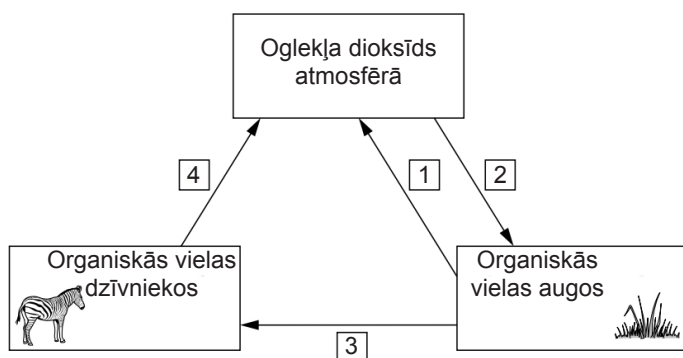 Oglekļa dioksīds
atmosfērā
4
1
2
Organiskās vielas
dzīvniekos
Organiskās
vielas augos
3